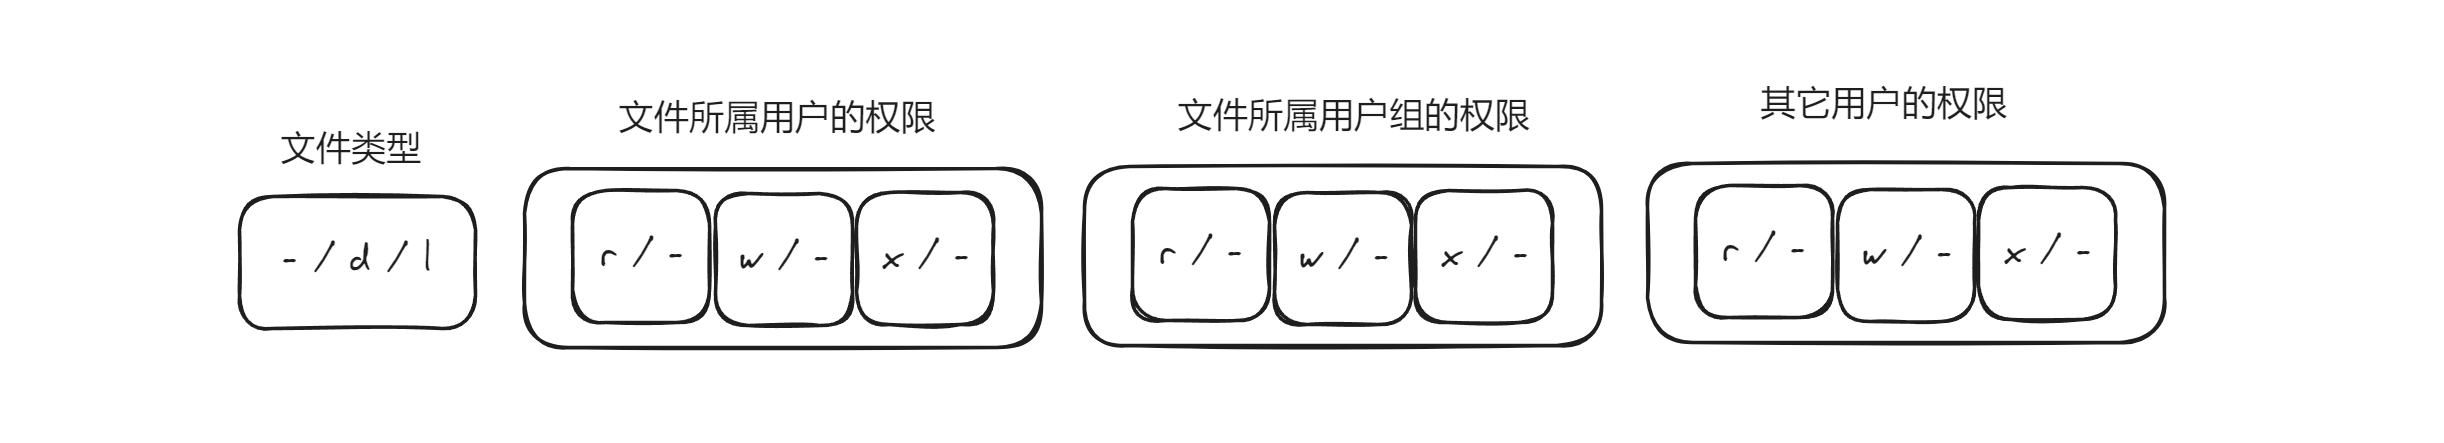 文件类型
- / d / l
文件所属用户的权限
r / -
w / -
x / -
文件所属用户组的权限
r / -
w / -
x / -
其它用户的权限
r / -
w / -
x / -